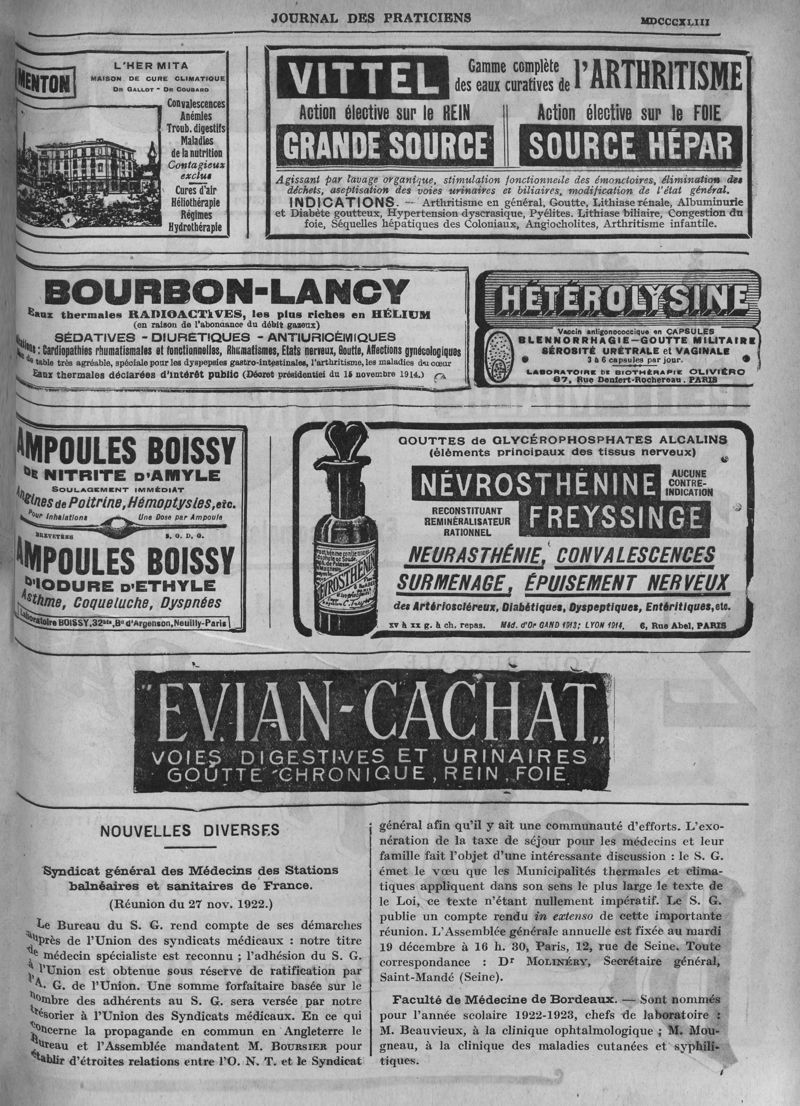 JOURNAL DES PRATICIENS
MDCCCXLIII
MENTON
L'HERMITA
MAISON DE CURE CLIMATIQUE
DR GALLOT - DR COUBARD
Convalescences
Anémies
Troub. digestifs
Maladies
de la nutrition
Contagieux
exclus
Cures d'air
Héliothérapie
Régimes
Hydrothérapie
VITTEL
Gamme complète
des eaux curatives de
l'ARTHRITISME
Action élective sur le REIN
GRANDE SOURCE
Action élective sur le FOIE
SOURCE HÉPAR
Agissant par lavage organique, stimulation fonctionnelle des émonctoires, élimination des
déchets, aseptisation des voies urinaires et biliaires, modification de l'état général.
INDICATIONS. — Arthritisme en général, Goutte, Lithiase rénale, Albuminurie
et Diabète goutteux, Hypertension dyscrasique, Pyélites. Lithiase biliaire, Congestion du
foie, Séquelles hépatiques des Coloniaux, Angiocholites, Arthritisme infantile.
BOURBON-LANCY
Eaux thermales RADIOACTIVES, les plus riches en HÉLIUM
(en raison de l'abonance du débit gazeux)
SÉDATIVES - DIURÉTIQUES - ANTIURICÉMIQUES
: Cardiopathies rhumatismales et fonctionnelles, Rhumatismes, Etats nerveux, Goutte, Affections gynécologiques
de table très agréable, spéciale pour les dyspepsies gastro-intestinales, l'arthritisme, les maladies du cœur
Eaux thermales déclarées d'intérêt public (Décret présidentiel du 15 novembre 1914.)
HÉTÉROLYSINE
Vaccin antigonococcique en CAPSULES
BLENNORRHAGIE — GOUTTE MILITAIRE
SÉROSITÉ URÉTRALE et VAGINALE
3 à 6 capsules par jour.
LABORATOIRE DE BIOTHÉRAPIE OLIVIÉRO
87, Rue Denfert-Rochereau. PARIS
AMPOULES BOISSY
DE NITRITE D'AMYLE
SOULAGEMENT IMMÉDIAT
Angines de Poitrine, Hémoptysies, etc.
Pour Inhalations Une Dose par Ampoule
BREVETÉES S. G. D. G.
AMPOULES BOISSY
D'IODURE D'ETHYLE
Asthme, Coqueluche, Dyspnées
Laboratoire BOISSY, 32bis, Bd d'Argenson, Neuilly-Paris
GOUTTES de GLYCÉROPHOSPHATES ALCALINS
(éléments principaux des tissus nerveux)
NÉVROSTHÉNINE
AUCUNE
CONTRE-
INDICATION
RECONSTITUANT
REMINÉRALISATEUR
RATIONNEL
FREYSSINGE
NEURASTHÉNIE, CONVALESCENCES
SURMENAGE, ÉPUISEMENT NERVEUX
des Artérioscléreux, Diabétiques, Dyspeptiques, Entéritiques, etc.
XV à XX g. à ch. repas. Méd. d'Or GAND 1913; LYON 1914. 6, Rue Abel, PARIS
"EVIAN-CACHAT„
VOIES DIGESTIVES ET URINAIRES
GOUTTE CHRONIQUE, REIN, FOIE
NOUVELLES DIVERSES
Syndicat général des Médecins des Stations
balnéaires et sanitaires de France.
(Réunion du 27 nov. 1922.)
Le Bureau du S. G. rend compte de ses démarches
auprès de l'Union des syndicats médicaux : notre titre
de médecin spécialiste est reconnu ; l'adhésion du S. G.
à l'Union est obtenue sous réserve de ratification par
l'A. G. de l'Union. Une somme forfaitaire basée sur le
nombre des adhérents au S. G. sera versée par notre
trésorier à l'Union des Syndicats médicaux. En ce qui
concerne la propagande en commun en Angleterre le
Bureau et l'Assemblée mandatent M. BOURSIER pour
établir d'étroites relations entre l'O. N. T. et le Syndicat
général afin qu'il y ait une communauté d'efforts. L'exo-
nération de la taxe de séjour pour les médecins et leur
famille fait l'objet d'une intéressante discussion : le S. G.
émet le vœu que les Municipalités thermales et clima-
tiques appliquent dans son sens le plus large le texte de
le Loi, ce texte n'étant nullement impératif. Le S. G.
publie un compte rendu in extenso de cette importante
réunion. L'Assemblée générale annuelle est fixée au mardi
19 décembre à 16 h. 30, Paris, 12, rue de Seine. Toute
correspondance : Dr MOLINÉRY, Secrétaire général,
Saint-Mandé (Seine).
Faculté de Médecine de Bordeaux. — Sont nommés
pour l'année scolaire 1922-1923, chefs de laboratoire :
M. Beauvieux, à la clinique ophtalmologique ; M. Mou-
gneau, à la clinique des maladies cutanées et syphili-
tiques.